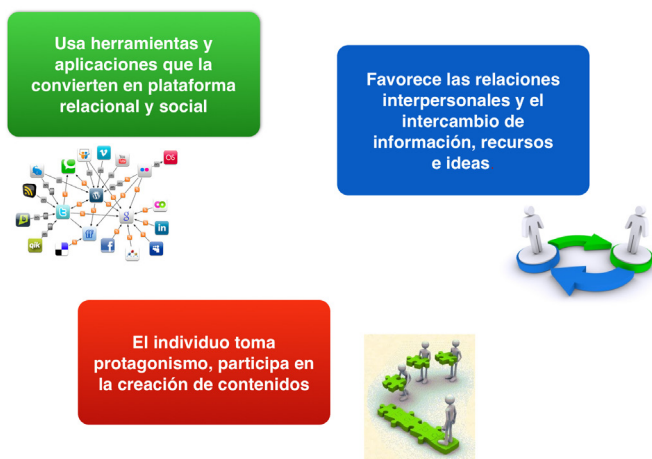 Usa herramientas y
aplicaciones que la
convierten en plataforma
relacional y social
Favorece las relaciones
interpersonales y el
intercambio de
información, recursos
e ideas
El individuo toma
protagonismo, participa en
la creación de contenidos